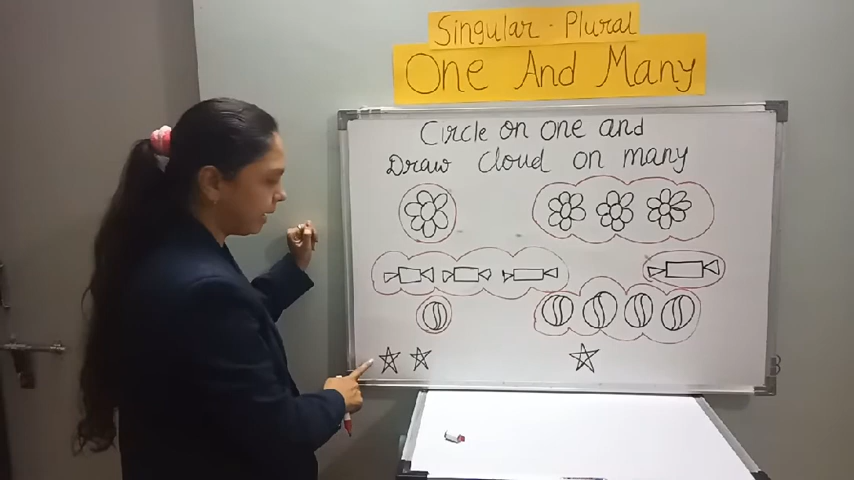 Singular - Plural
One And Many
Circle on one and
Draw Cloud on many